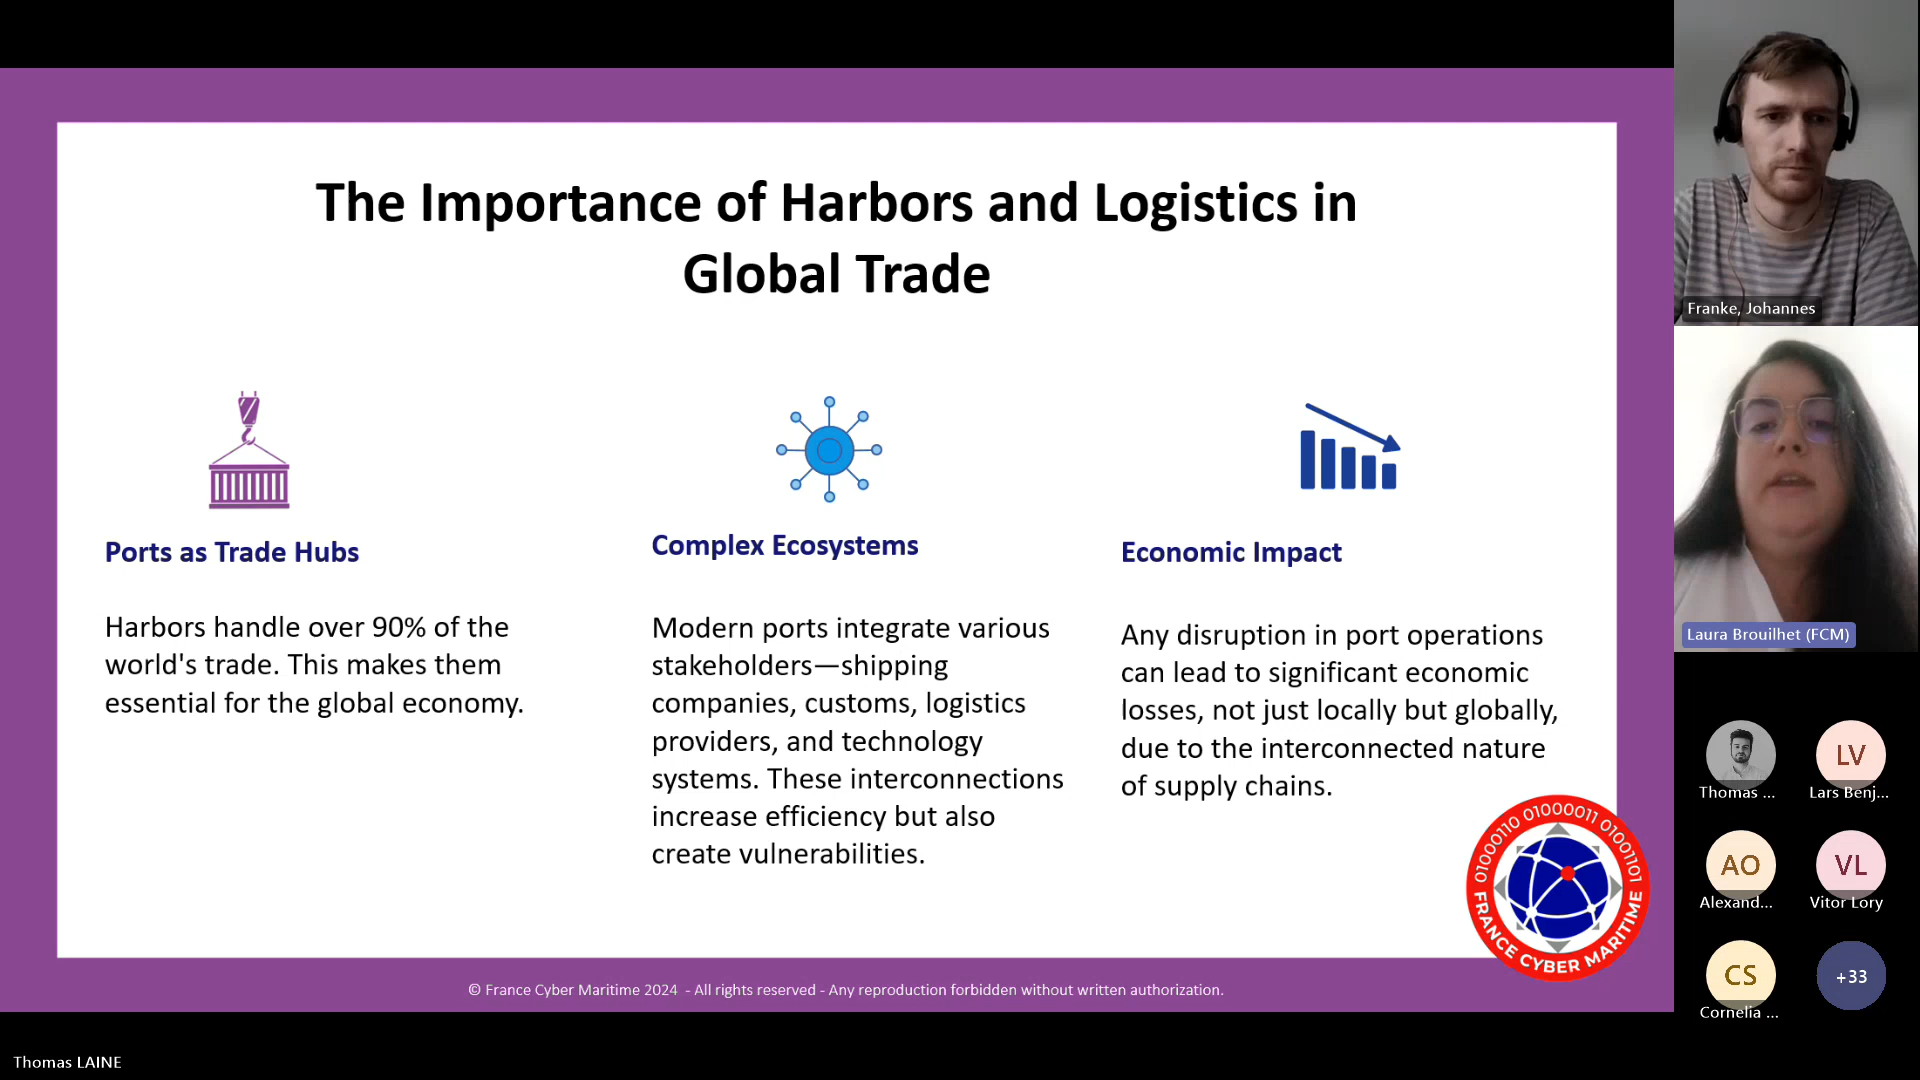 The Importance of Harbors and Logistics in
Global Trade
Ports as Trade Hubs
Harbors handle over 90% of the
world's trade. This makes them
essential for the global economy.
Complex Ecosystems
Modern ports integrate various
stakeholders—shipping
companies, customs, logistics
providers, and technology
systems. These interconnections
increase efficiency but also
create vulnerabilities.
Economic Impact
Any disruption in port operations
can lead to significant economic
losses, not just locally but globally,
due to the interconnected nature
of supply chains.
01000110 01000011 01001101
FRANCE CYBER MARITIME
© France Cyber Maritime 2024 - All rights reserved - Any reproduction forbidden without written authorization.
Thomas LAINE
Franke, Johannes
Laura Brouilhet (FCM)
Thomas ...
LV
Lars Benj...
AO
Alexand...
VL
Vitor Lory
CS
Cornelia ...
+33